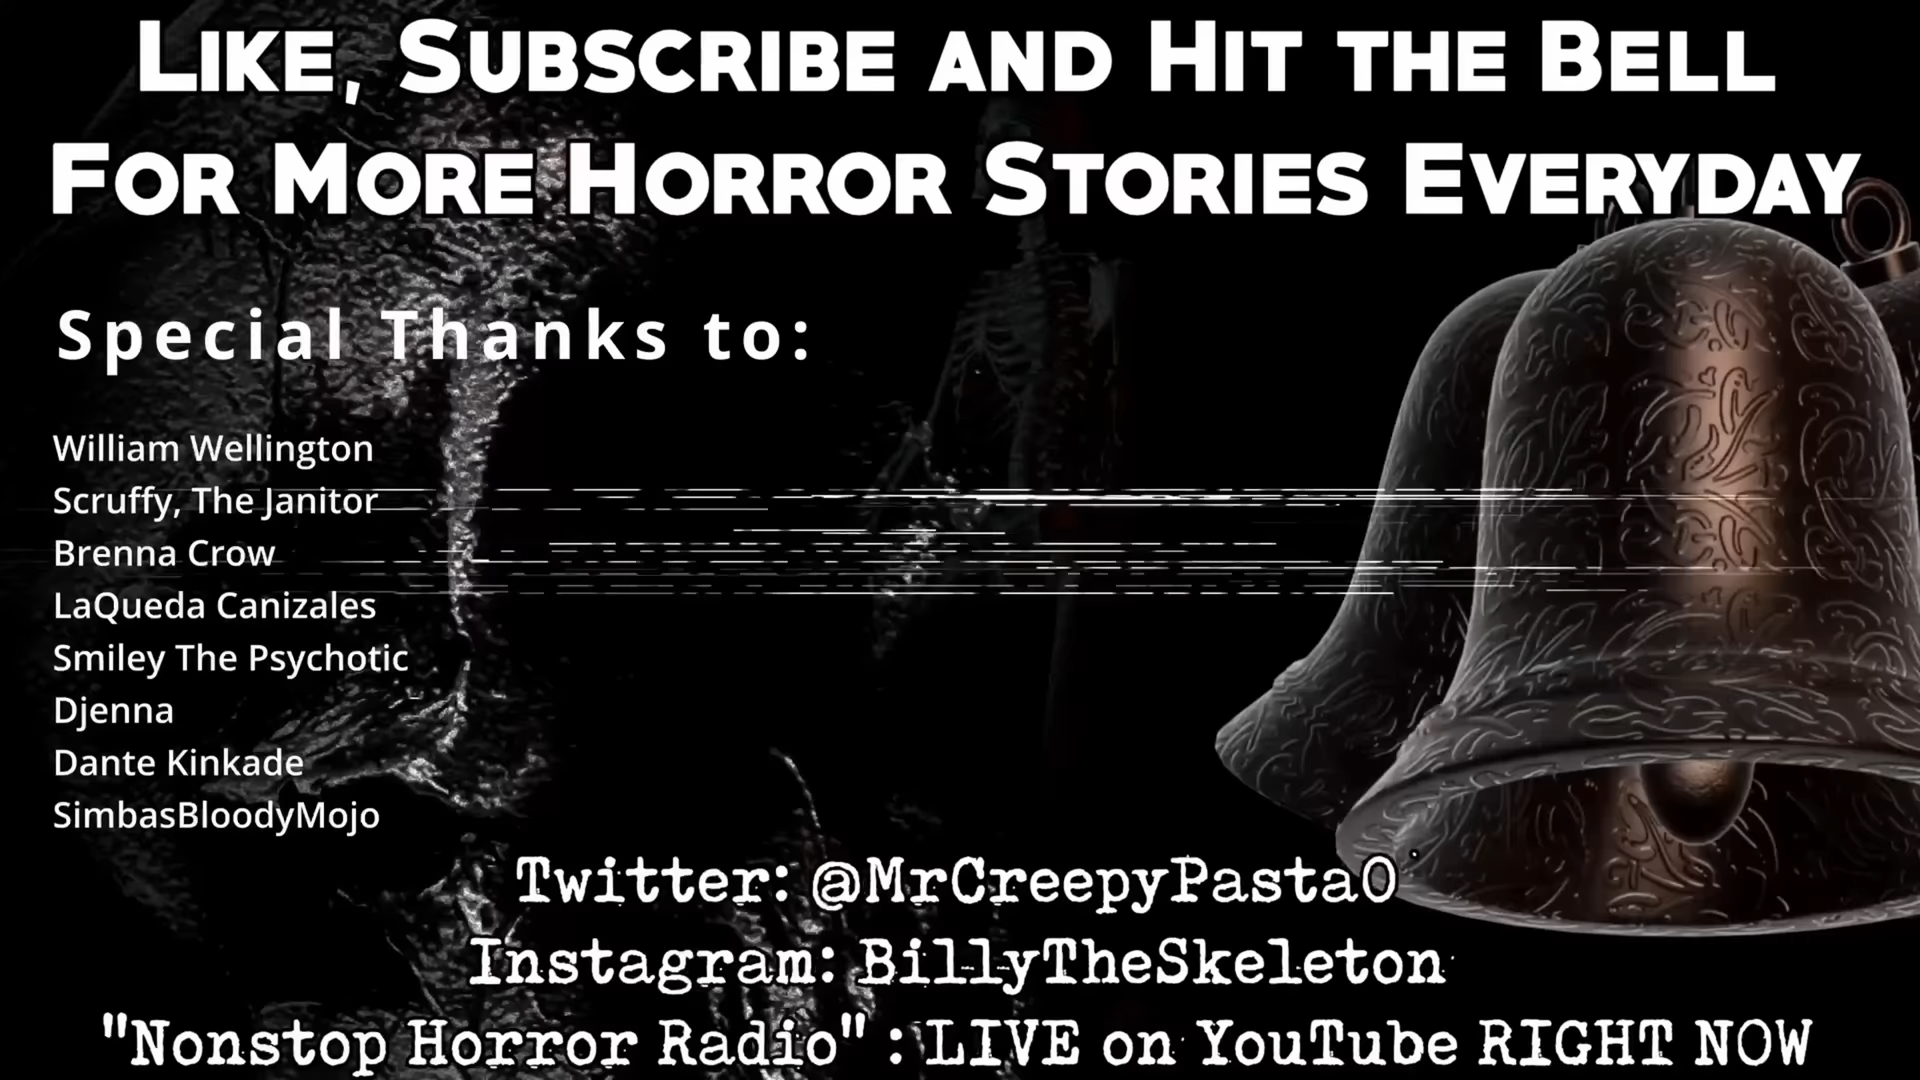 Like, Subscribe and Hit the Bell
For More Horror Stories Everyday
Special Thanks to:
William Wellington
Scruffy, The Janitor
Brenna Crow
LaQueda Canizales
Smiley The Psychotic
Djenna
Dante Kinkade
SimbasBloodyMojo
Twitter: @MrCreepyPasta0
Instagram: BillyTheSkeleton
"Nonstop Horror Radio" : LIVE on YouTube RIGHT NOW